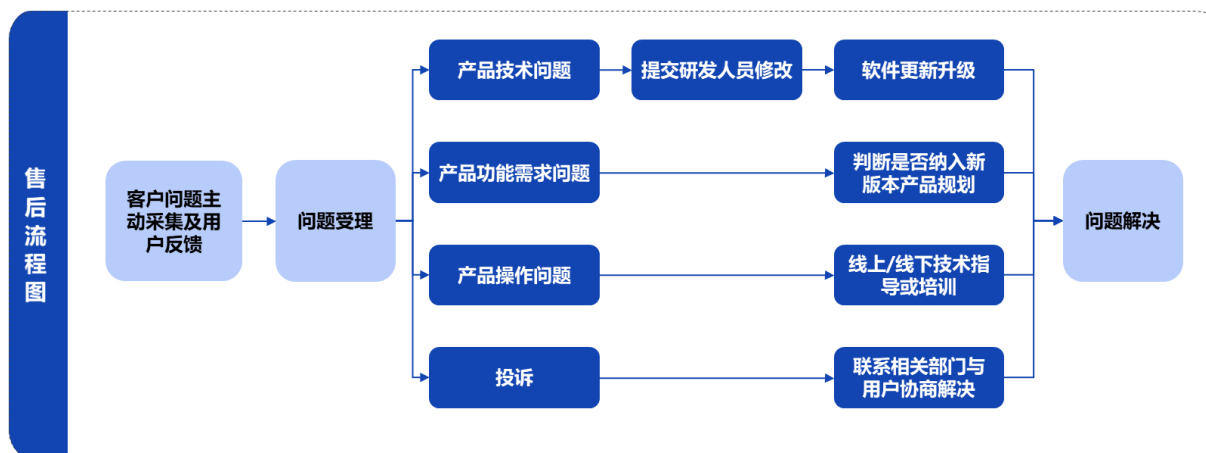 售后流程图
客户问题主
动采集及用
户反馈
问题受理
产品技术问题
提交研发人员修改
软件更新升级
产品功能需求问题
判断是否纳入新
版本产品规划
产品操作问题
线上/线下技术指
导或培训
投诉
联系相关部门与
用户协商解决
问题解决